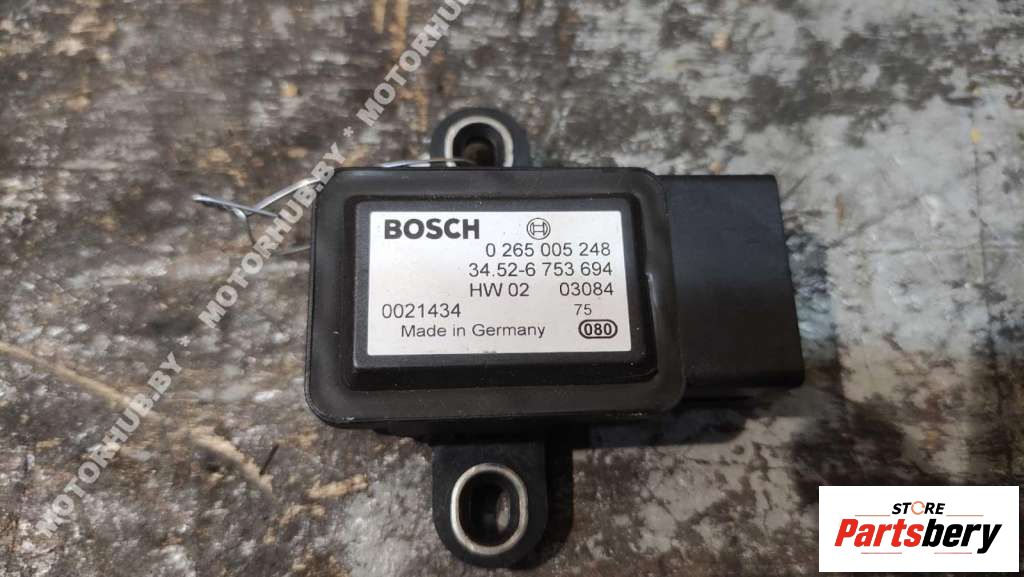 BOSCH
0 265 005 248
34.52-6 753 694
HW 02 03084
0021434 75
Made in Germany 080
MOTORHUB.BY * MOTORHUB.BY * MOTORHUB
STORE
Partsbery